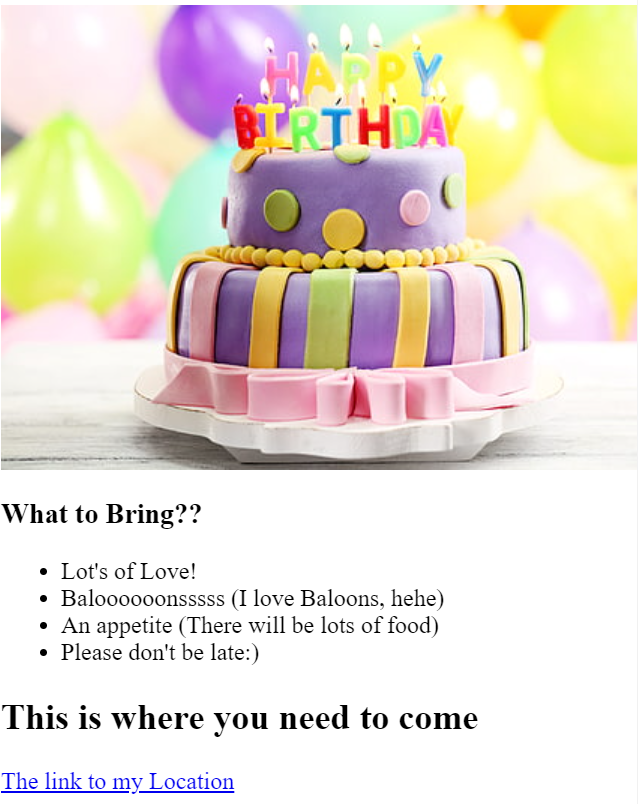 HAPPY
BIRTHDAY
What to Bring??
Lot's of Love!
Baloooooonsssss (I love Baloons, hehe)
An appetite (There will be lots of food)
Please don't be late:)
This is where you need to come
The link to my Location